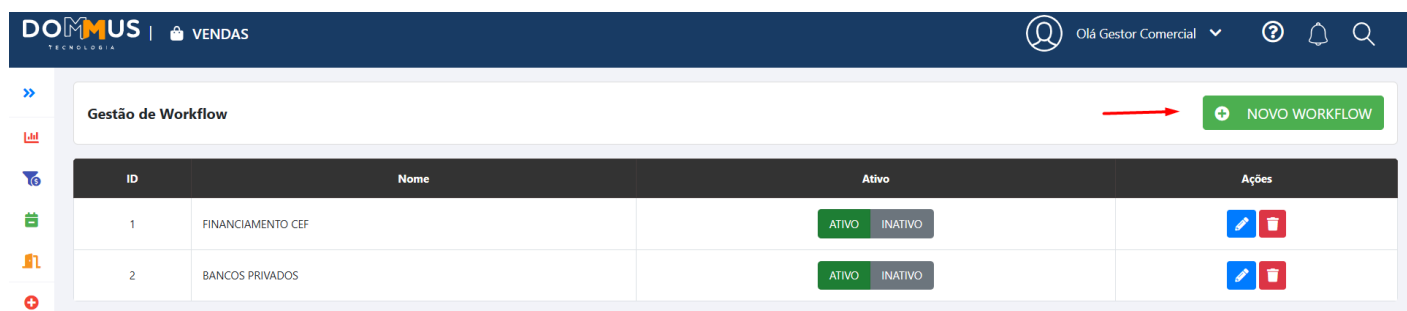 DOMMUS | VENDAS
TECNOLOGIA
Olá Gestor Comercial
Gestão de Workflow
NOVO WORKFLOW
ID Nome Ativo Ações
1 FINANCIAMENTO CEF ATIVO INATIVO
2 BANCOS PRIVADOS ATIVO INATIVO